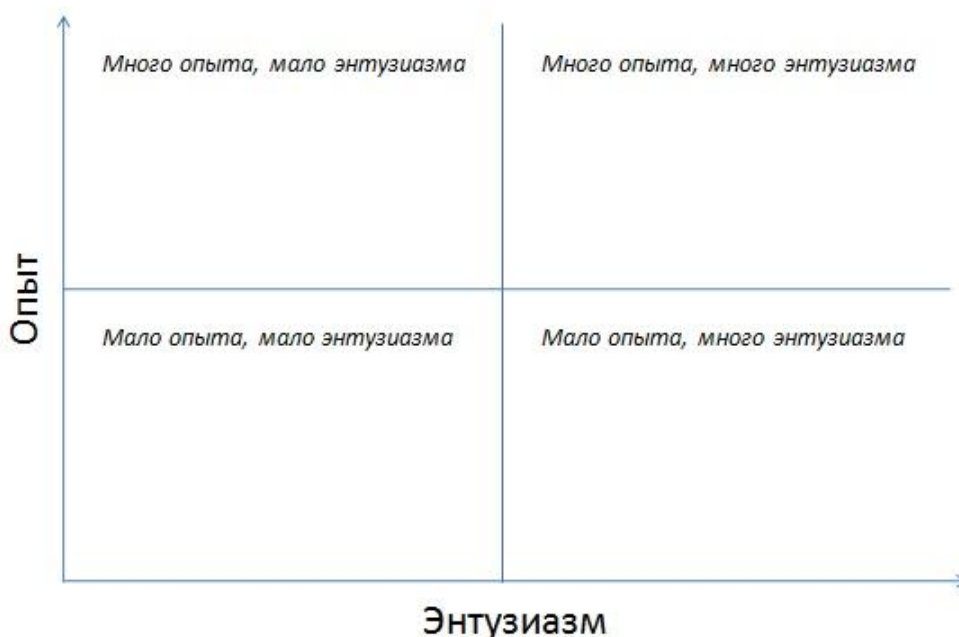 Много опыта, мало энтузиазма
Много опыта, много энтузиазма
Опыт
Мало опыта, мало энтузиазма
Мало опыта, много энтузиазма
Энтузиазм